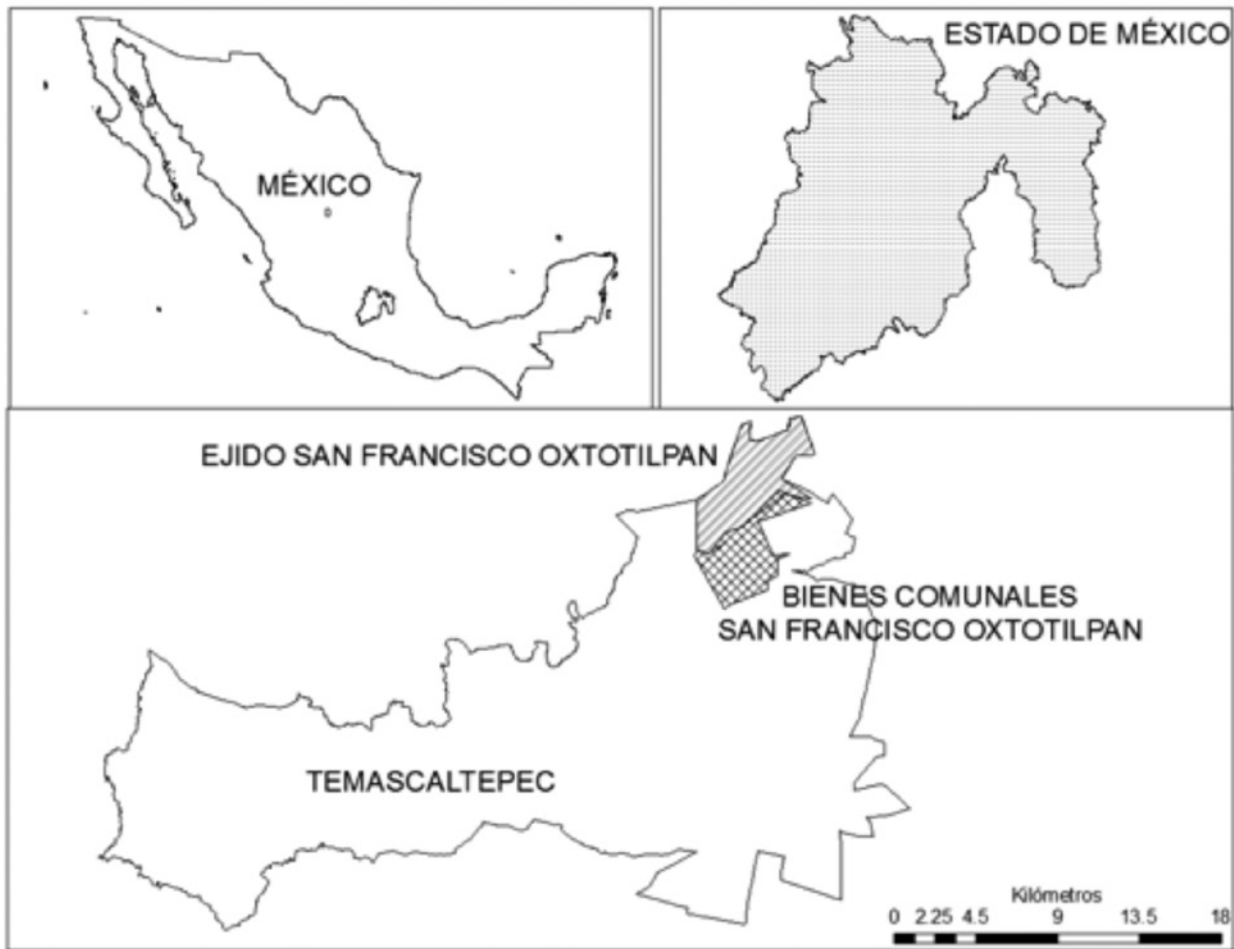 MÉXICO
ESTADO DE MÉXICO
EJIDO SAN FRANCISCO OXTOTILPAN
BIENES COMUNALES
SAN FRANCISCO OXTOTILPAN
TEMASCALTEPEC
Kilómetros
0 2.25 4.5 9 13.5 18